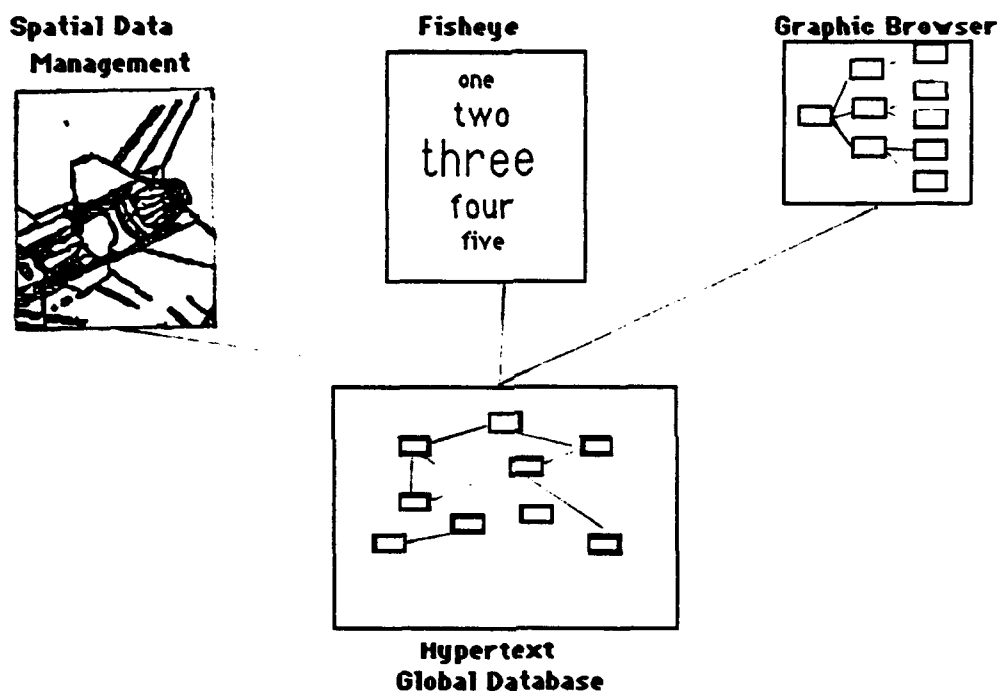 Spatial Data
Management
Fisheye
one
two
three
four
five
Graphic Browser
Hypertext
Global Database